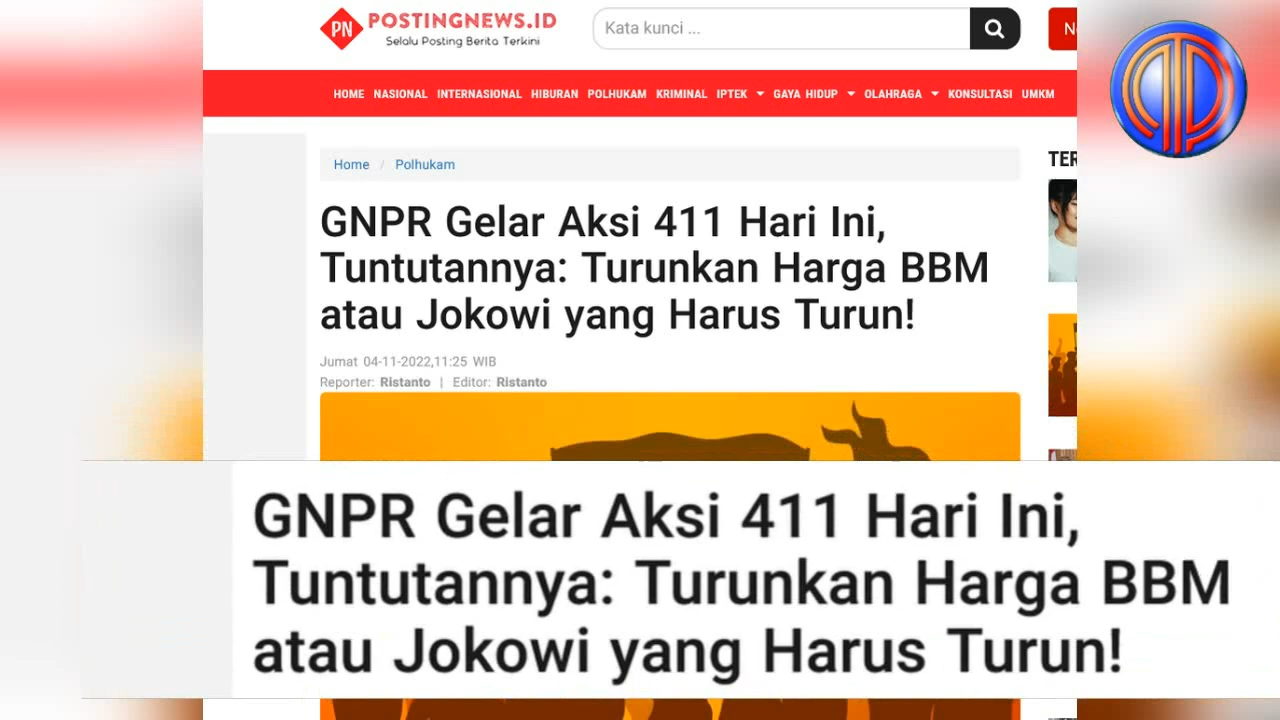 PN
POSTINGNEWS.ID
Selalu Posting Berita Terkini
Kata kunci ...
HOME NASIONAL INTERNASIONAL HIBURAN POLHUKAM KRIMINAL IPTEK GAYA HIDUP OLAHRAGA KONSULTASI UMKM
Home / Polhukam
GNPR Gelar Aksi 411 Hari Ini,
Tuntutannya: Turunkan Harga BBM
atau Jokowi yang Harus Turun!
Jumat 04-11-2022,11:25 WIB
Reporter: Ristanto | Editor: Ristanto
GNPR Gelar Aksi 411 Hari Ini,
Tuntutannya: Turunkan Harga BBM
atau Jokowi yang Harus Turun!